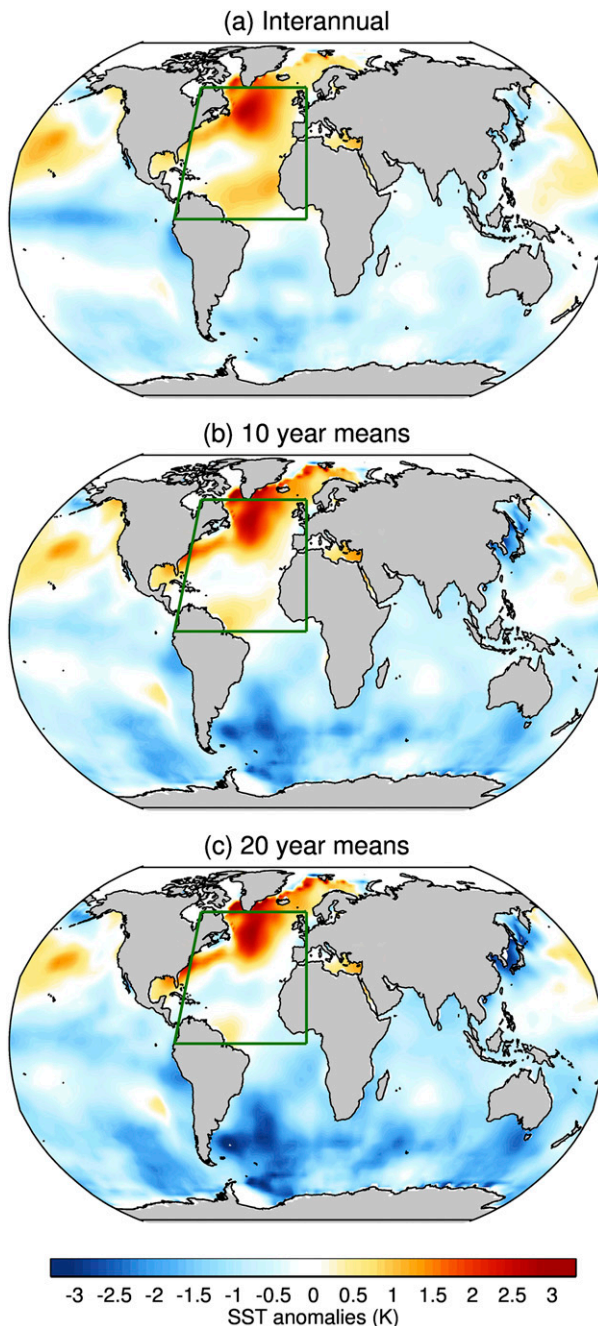 (a) Interannual
(b) 10 year means
(c) 20 year means
-3 -2.5 -2 -1.5 -1 -0.5 0 0.5 1 1.5 2 2.5 3
SST anomalies (K)